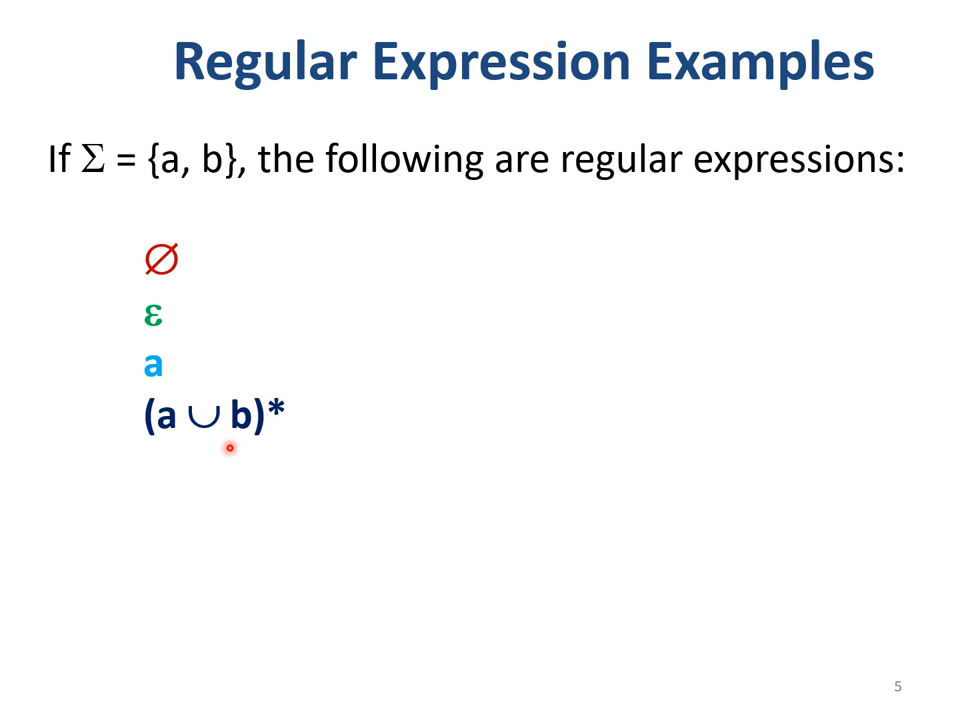 Regular Expression Examples
If Σ = {a, b}, the following are regular expressions:
∅
ε
a
(a ∪ b)*
5